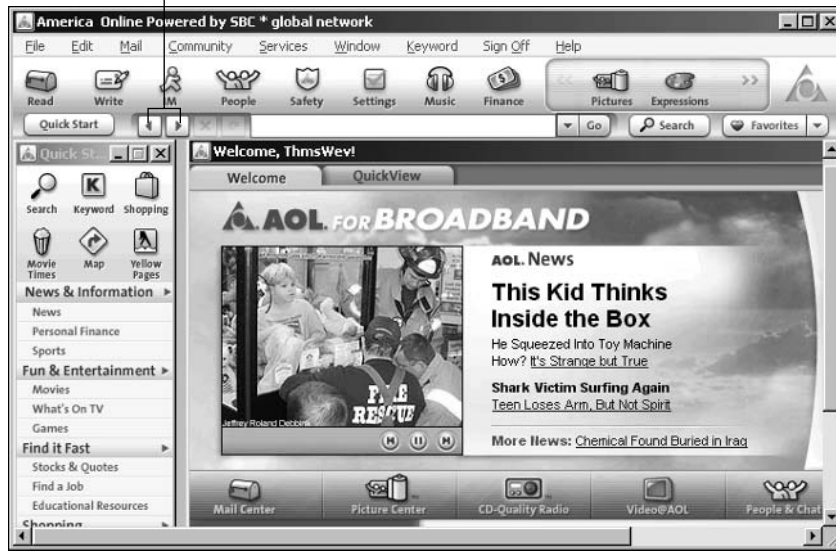 America Online Powered by SBC * global network
File Edit Mail Community Services Window Keyword Sign Off Help
Read Write M People Safety Settings Music Finance Pictures Expressions
Quick Start Go Search Favorites
Quick St...
Welcome, ThmsWev!
Welcome QuickView
Search Keyword Shopping
Movie Times Map Yellow Pages
News & Information
News
Personal Finance
Sports
Fun & Entertainment
Movies
What's On TV
Games
Find it Fast
Stocks & Quotes
Find a Job
Educational Resources
Shopping
AOL FOR BROADBAND
FIRE
RESCUE
Jeffrey Roland Debbink
AOL News
This Kid Thinks
Inside the Box
He Squeezed Into Toy Machine
How? It's Strange but True
Shark Victim Surfing Again
Teen Loses Arm, But Not Spirit
More News: Chemical Found Buried in Iraq
Mail Center Picture Center CD-Quality Radio Video@AOL People & Chat